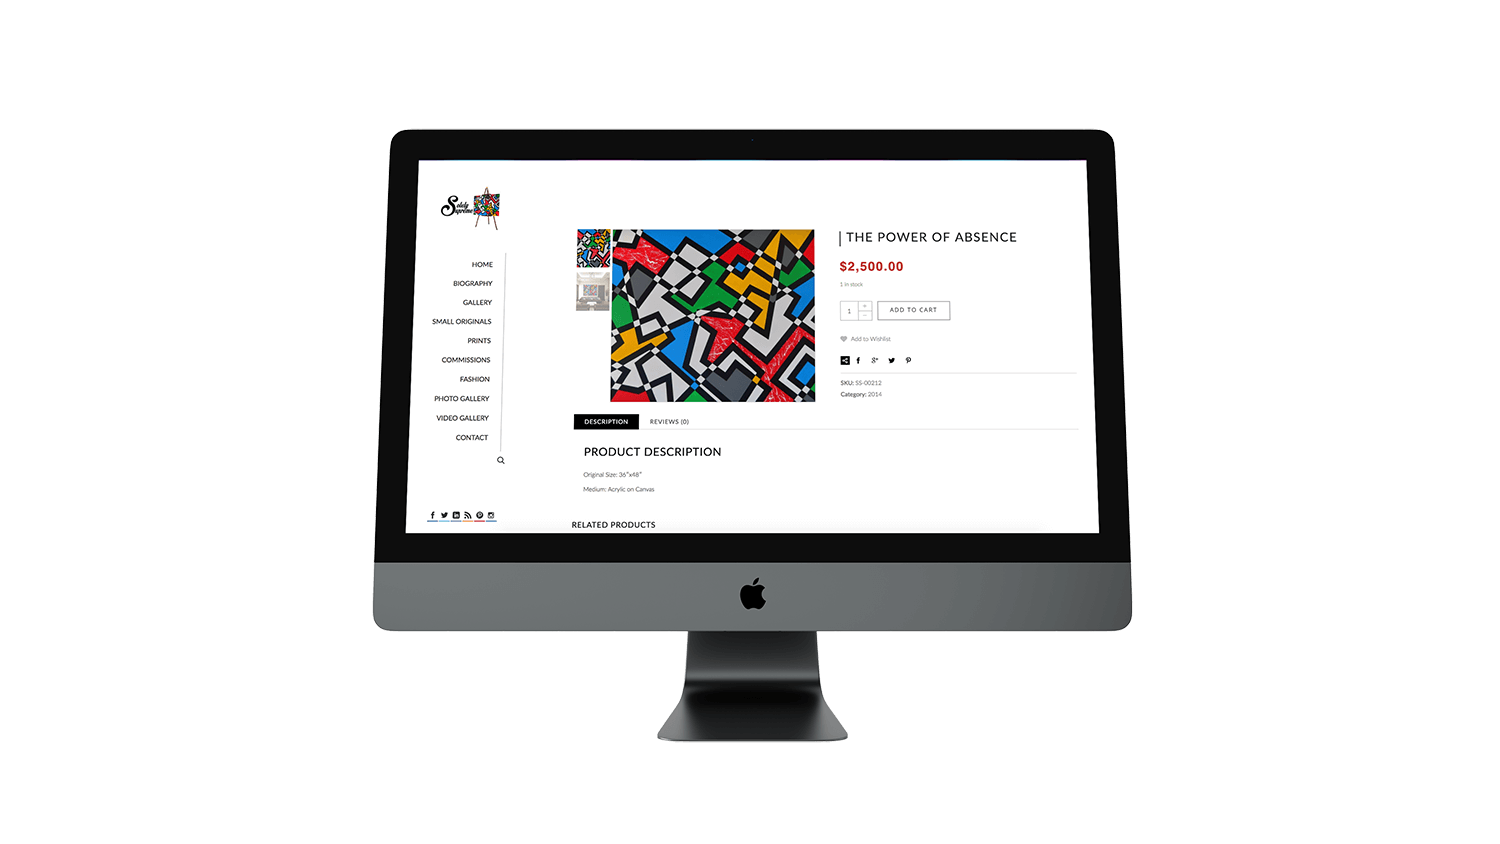 Solely
Supreme
HOME
BIOGRAPHY
GALLERY
SMALL ORIGINALS
PRINTS
COMMISSIONS
FASHION
PHOTO GALLERY
VIDEO GALLERY
CONTACT
THE POWER OF ABSENCE
$2,500.00
1 in stock
1
+
-
ADD TO CART
Add to Wishlist
SKU: SS-00212
Category: 2014
DESCRIPTION
REVIEWS (0)
PRODUCT DESCRIPTION
Original Size: 36"x48"
Medium: Acrylic on Canvas
RELATED PRODUCTS